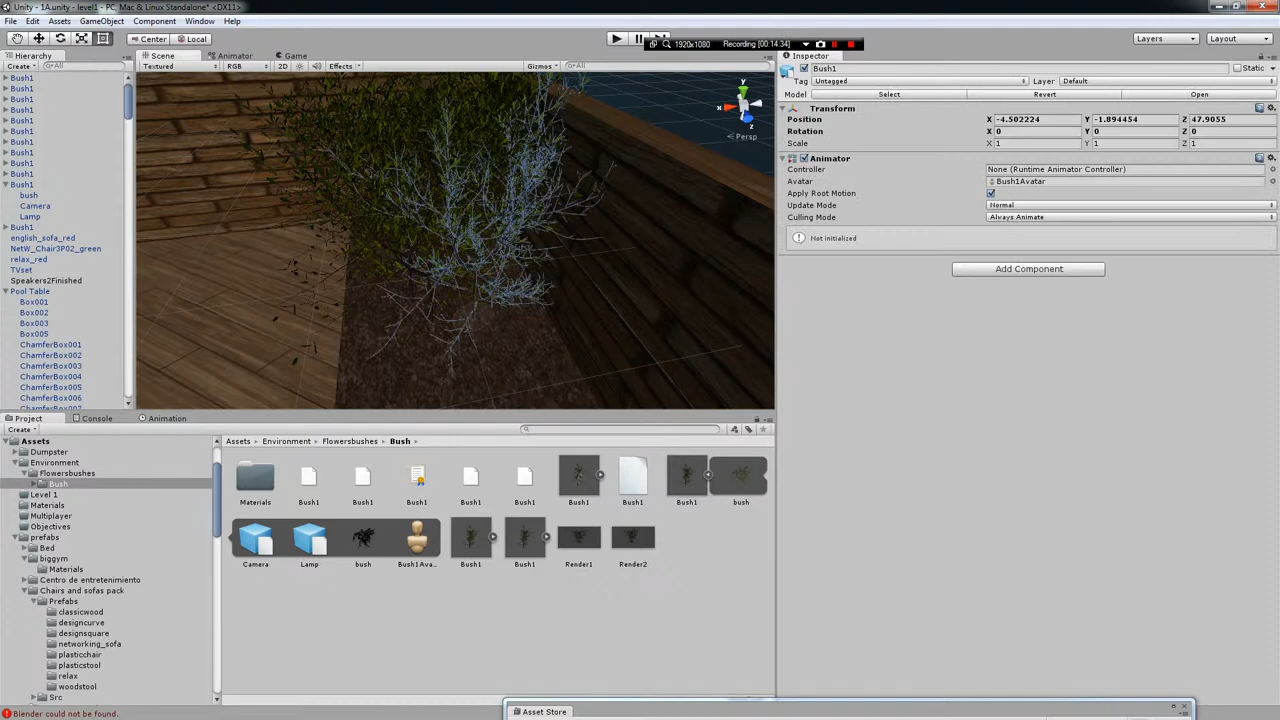 Unity - 1A.unity - level1 - PC, Mac & Linux Standalone* <DX11>
File Edit Assets GameObject Component Window Help
Center Local
1920x1080 Recording [00:14:34]
Layers Layout
Hierarchy
Create All
Bush1
Bush1
Bush1
Bush1
Bush1
Bush1
Bush1
Bush1
Bush1
Bush1
Bush1
bush
Camera
Lamp
Bush1
english_sofa_red
NetW_Chair3P02_green
relax_red
TVset
Speakers2Finished
Pool Table
Box001
Box002
Box003
Box005
ChamferBox001
ChamferBox002
ChamferBox003
ChamferBox004
ChamferBox005
ChamferBox006
Scene Animator Game
Textured RGB 2D Effects Gizmos All
y
x
z
Persp
Inspector
Bush1 Static
Tag Untagged Layer Default
Model Select Revert Open
Transform
Position X -4.502224 Y -1.894454 Z 47.9055
Rotation X 0 Y 0 Z 0
Scale X 1 Y 1 Z 1
Animator
Controller None (Runtime Animator Controller)
Avatar Bush1Avatar
Apply Root Motion
Update Mode Normal
Culling Mode Always Animate
Not initialized
Add Component
Project Console Animation
Create
Assets
Dumpster
Environment
Flowersbushes
Bush
Level 1
Materials
Multiplayer
Objectives
prefabs
Bed
biggym
Materials
Centro de entretenimiento
Chairs and sofas pack
Prefabs
classicwood
designcurve
designsquare
networking_sofa
plasticchair
plasticstool
relax
woodstool
Src
Assets Environment Flowersbushes Bush
Materials Bush1 Bush1 Bush1 Bush1 Bush1 Bush1 Bush1 Bush1 bush
Camera Lamp bush Bush1Ava... Bush1 Bush1 Render1 Render2
Blender could not be found.
Asset Store